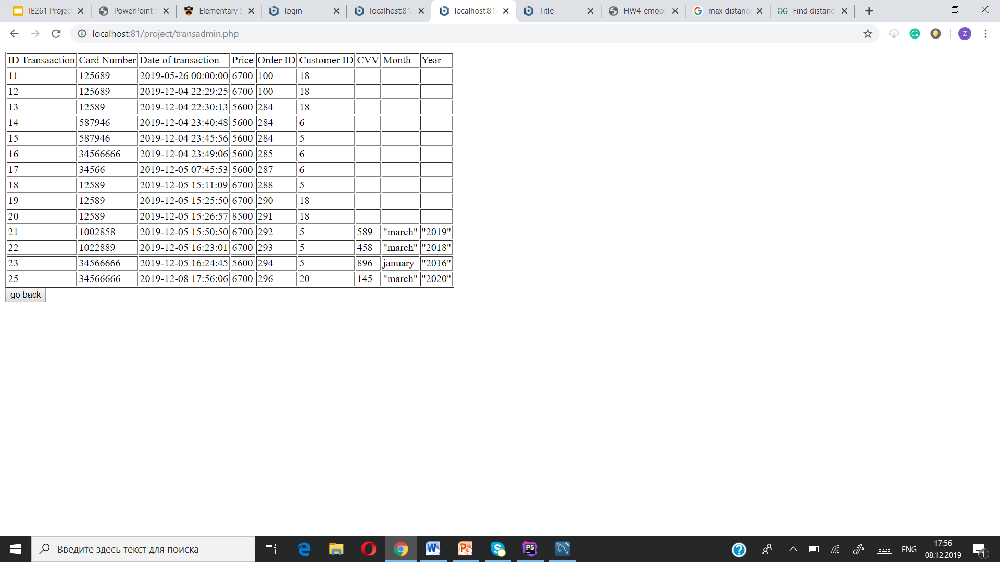 IE261 Projec PowerPoint P Elementary S login localhost:81/ localhost:81/ Title HW4-emoor max distance Find distanc
localhost:81/project/transadmin.php
Z
ID Transaaction Card Number Date of transaction Price Order ID Customer ID CVV Month Year
11 125689 2019-05-26 00:00:00 6700 100 18
12 125689 2019-12-04 22:29:25 6700 100 18
13 12589 2019-12-04 22:30:13 5600 284 18
14 587946 2019-12-04 23:40:48 5600 284 6
15 587946 2019-12-04 23:45:56 5600 284 5
16 34566666 2019-12-04 23:49:06 5600 285 6
17 34566 2019-12-05 07:45:53 5600 287 6
18 12589 2019-12-05 15:11:09 6700 288 5
19 12589 2019-12-05 15:25:50 6700 290 18
20 12589 2019-12-05 15:26:57 8500 291 18
21 1002858 2019-12-05 15:50:50 6700 292 5 589 "march" "2019"
22 1022889 2019-12-05 16:23:01 6700 293 5 458 "march" "2018"
23 34566666 2019-12-05 16:24:45 5600 294 5 896 january "2016"
25 34566666 2019-12-08 17:56:06 6700 296 20 145 "march" "2020"
go back
Введите здесь текст для поиска
ENG
17:56
08.12.2019
1